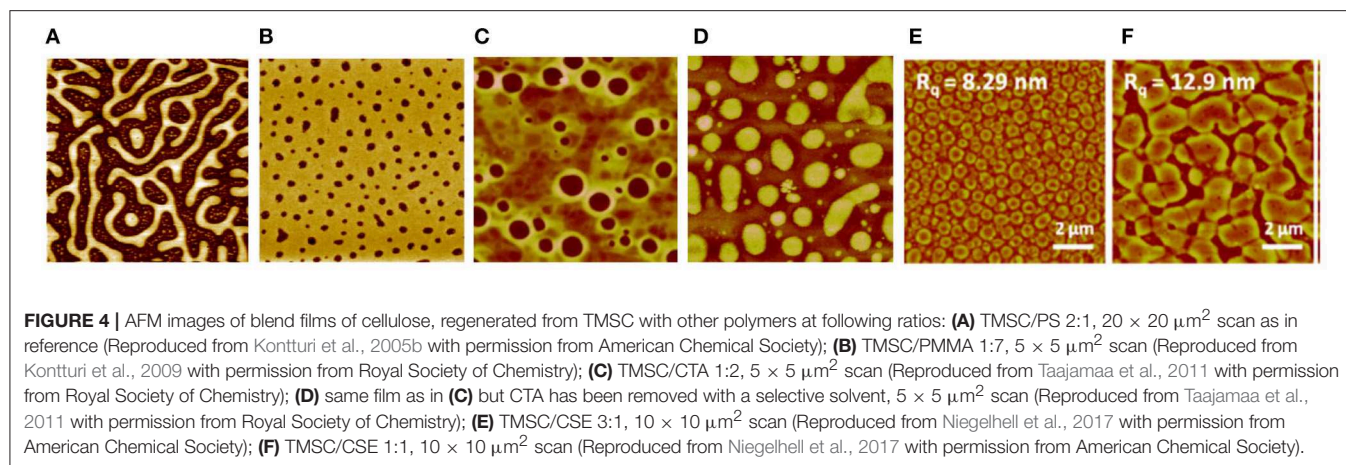 A B C D E F
R_q = 8.29 nm R_q = 12.9 nm
2 μm 2 μm
FIGURE 4 | AFM images of blend films of cellulose, regenerated from TMSC with other polymers at following ratios: (A) TMSC/PS 2:1, 20 × 20 μm² scan as in
reference (Reproduced from Kontturi et al., 2005b with permission from American Chemical Society); (B) TMSC/PMMA 1:7, 5 × 5 μm² scan (Reproduced from
Kontturi et al., 2009 with permission from Royal Society of Chemistry); (C) TMSC/CTA 1:2, 5 × 5 μm² scan (Reproduced from Taajamaa et al., 2011 with permission
from Royal Society of Chemistry); (D) same film as in (C) but CTA has been removed with a selective solvent, 5 × 5 μm² scan (Reproduced from Taajamaa et al.,
2011 with permission from Royal Society of Chemistry); (E) TMSC/CSE 3:1, 10 × 10 μm² scan (Reproduced from Niegelhell et al., 2017 with permission from
American Chemical Society); (F) TMSC/CSE 1:1, 10 × 10 μm² scan (Reproduced from Niegelhell et al., 2017 with permission from American Chemical Society).